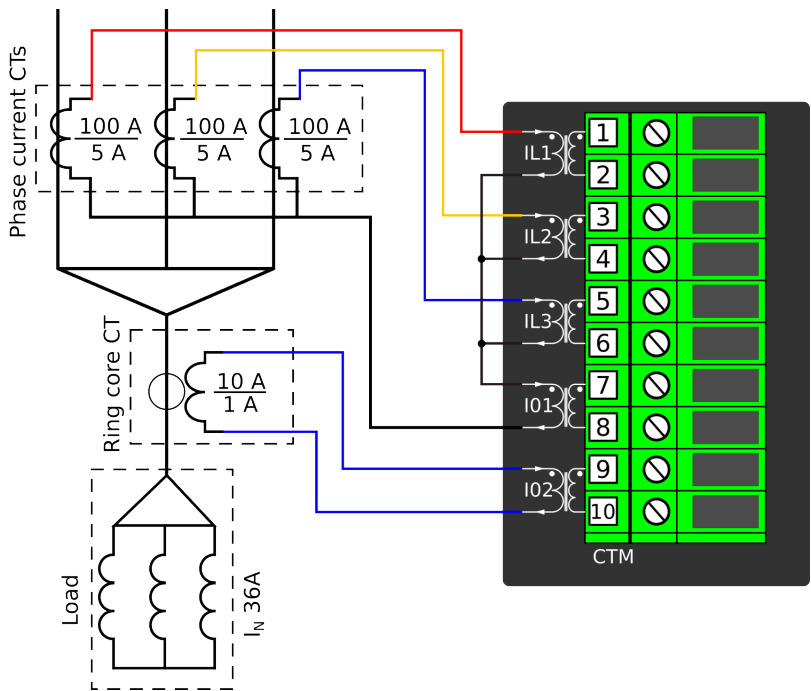 Phase current CTs
100 A
5 A
100 A
5 A
100 A
5 A
IL1
1
2
IL2
3
4
IL3
5
6
I01
7
8
I02
9
10
CTM
Ring core CT
10 A
1 A
Load
I_N 36A